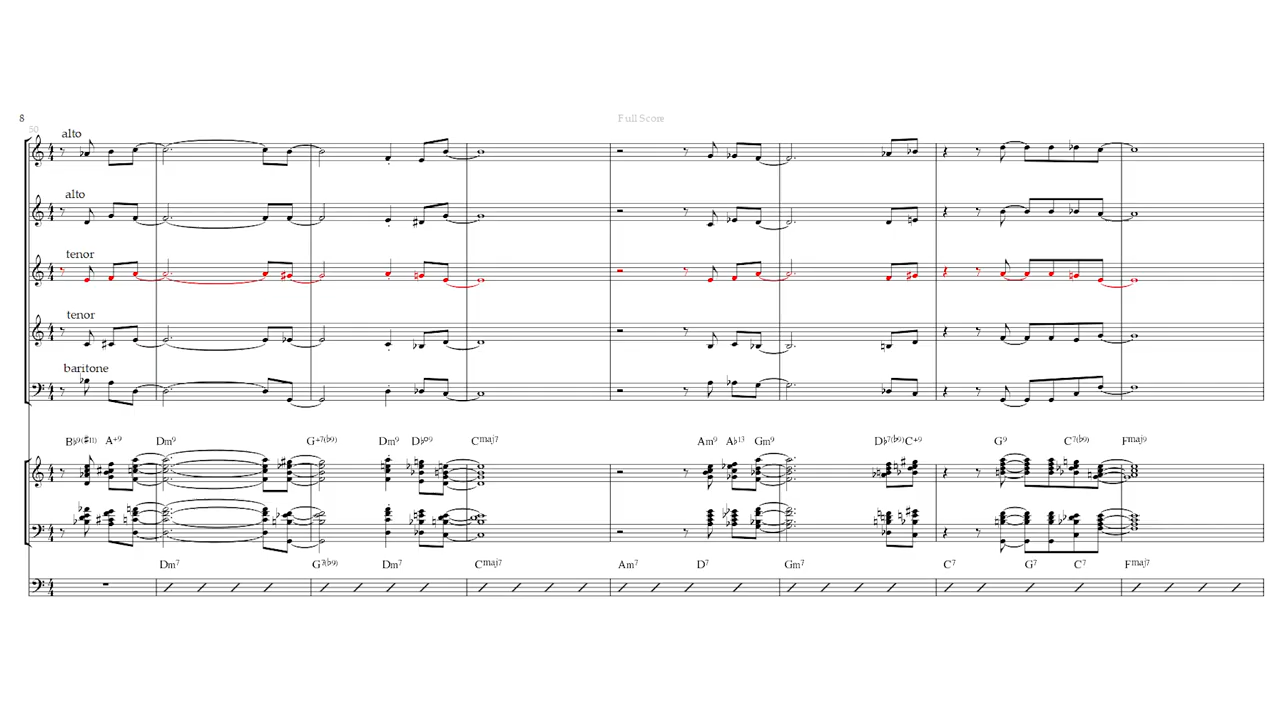 8
Full Score
50
alto
alto
tenor
tenor
baritone
B♭9(♯11) A+9 Dm9 G+7(♭9) Dm9 D♭o9 Cmaj7 Am9 A♭13 Gm9 D♭7(♭9) C+9 G9 C7(♭9) Fmaj9
Dm7 G7(♭9) Dm7 Cmaj7 Am7 D7 Gm7 C7 G7 C7 Fmaj7